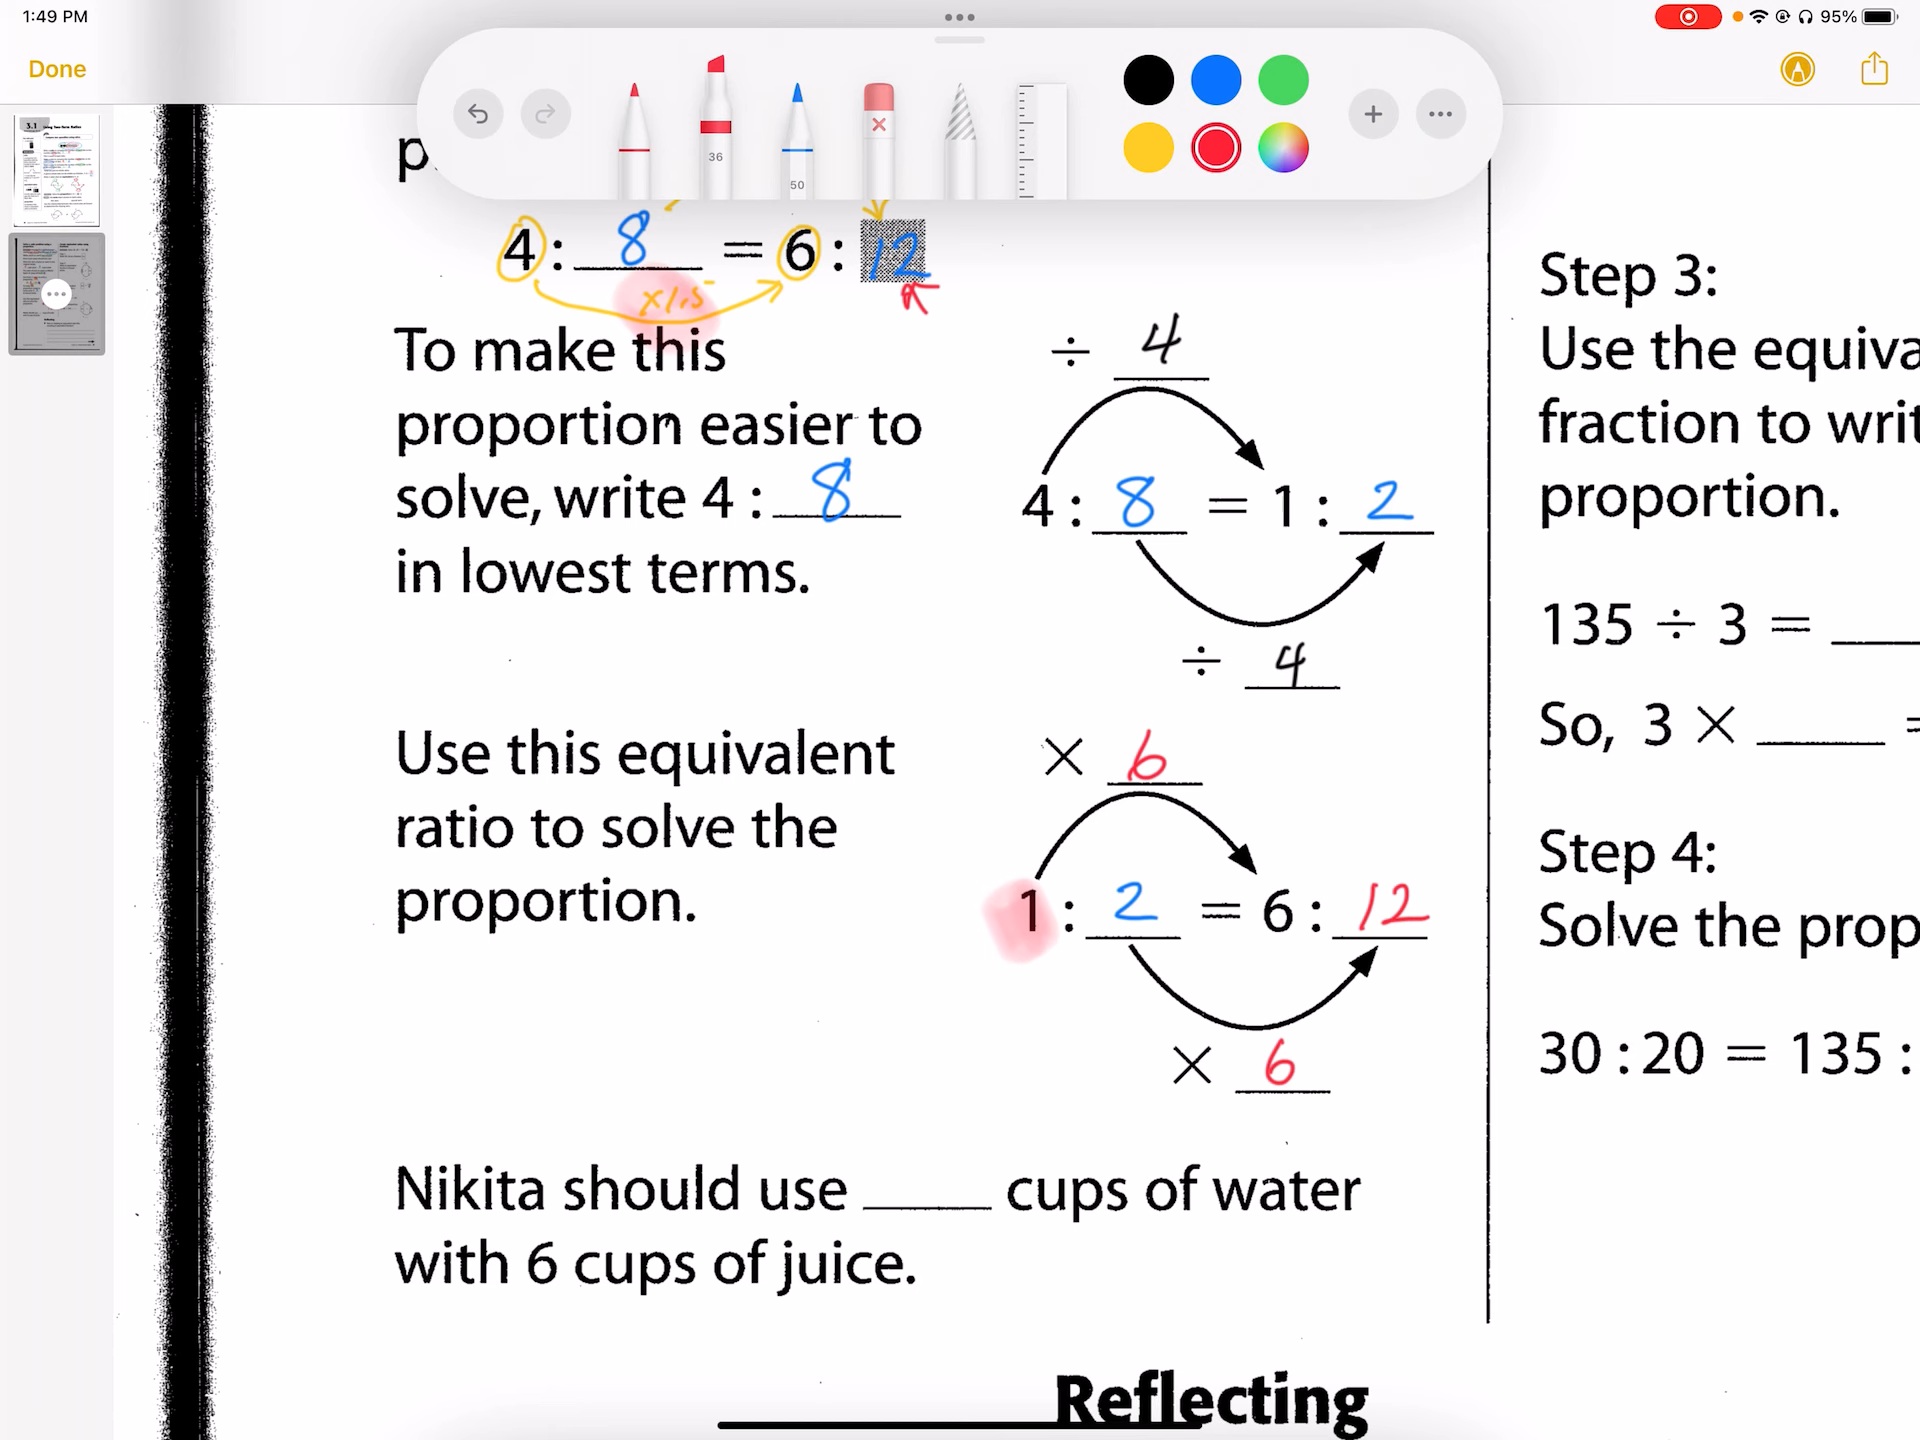 1:49 PM
95%
Done
36
50
3.1
p
4 : 8 = 6 : 12
x1.5
To make this
proportion easier to
solve, write 4 : 8
in lowest terms.
÷ 4
4 : 8 = 1 : 2
÷ 4
Use this equivalent
ratio to solve the
proportion.
× 6
1 : 2 = 6 : 12
× 6
Nikita should use _____ cups of water
with 6 cups of juice.
Reflecting
Step 3:
Use the equiva
fraction to writ
proportion.
135 ÷ 3 = ____
So, 3 × _____ =
Step 4:
Solve the prop
30 : 20 = 135 :